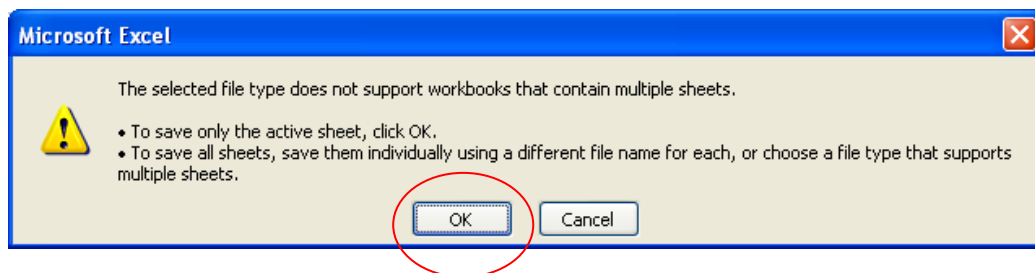 Microsoft Excel
The selected file type does not support workbooks that contain multiple sheets.
• To save only the active sheet, click OK.
• To save all sheets, save them individually using a different file name for each, or choose a file type that supports
multiple sheets.
OK Cancel